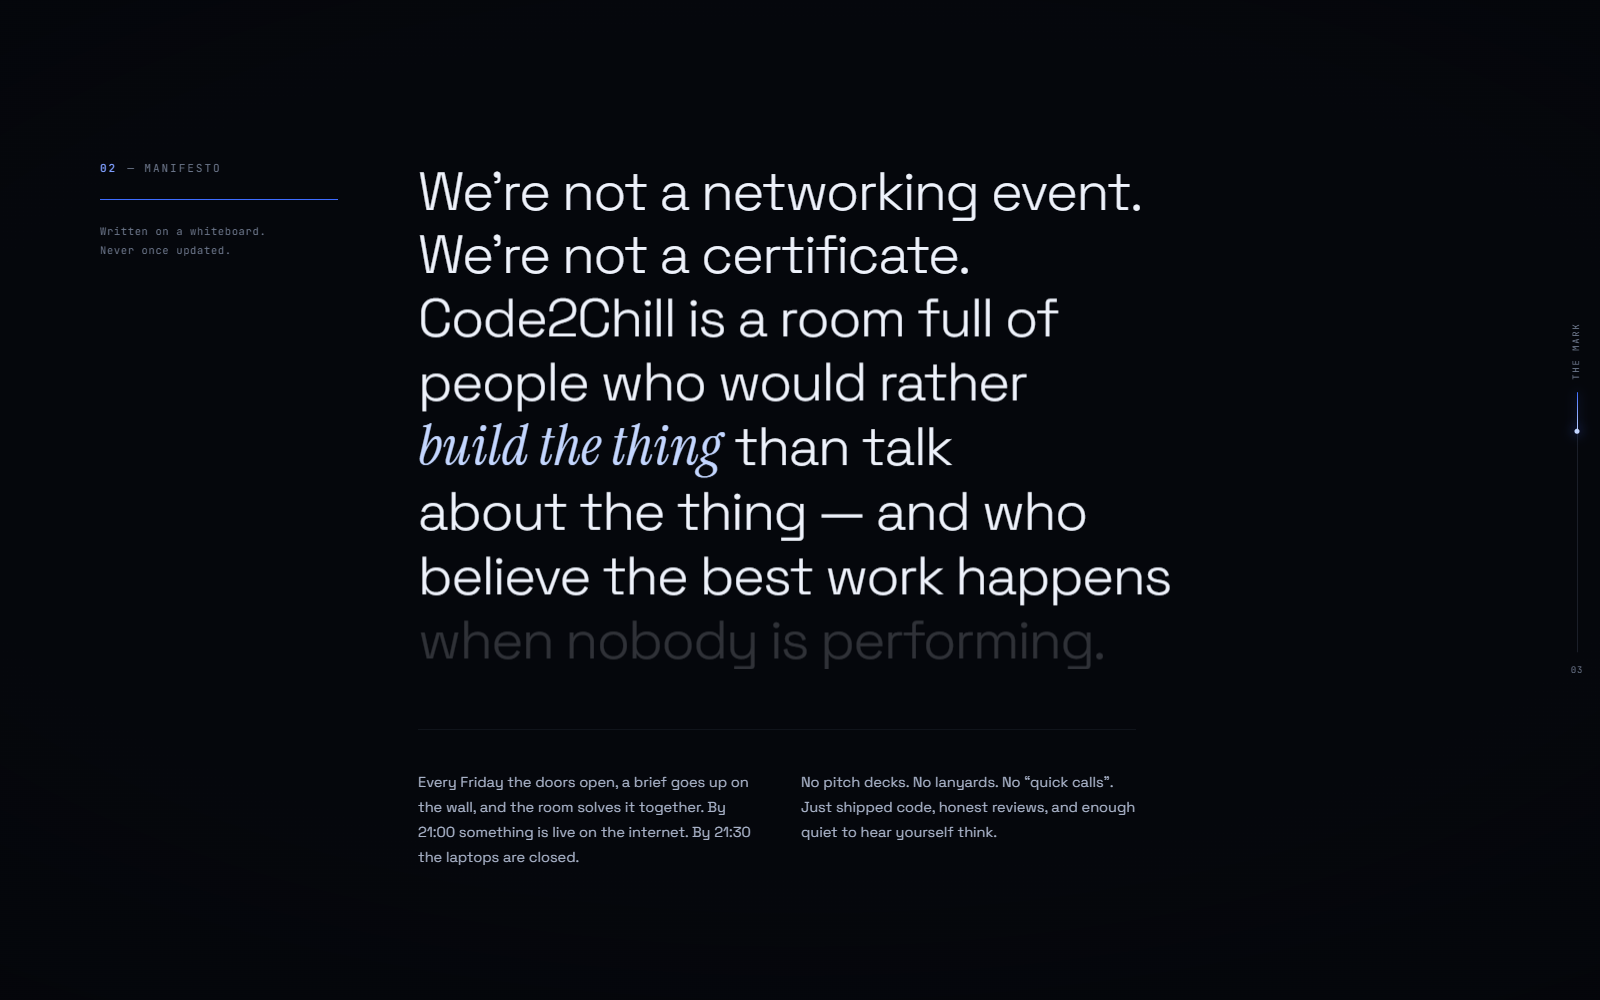 02 — MANIFESTO
Written on a whiteboard.
Never once updated.
We’re not a networking event.
We’re not a certificate.
Code2Chill is a room full of
people who would rather
build the thing than talk
about the thing — and who
believe the best work happens
when nobody is performing.
Every Friday the doors open, a brief goes up on
the wall, and the room solves it together. By
21:00 something is live on the internet. By 21:30
the laptops are closed.
No pitch decks. No lanyards. No “quick calls”.
Just shipped code, honest reviews, and enough
quiet to hear yourself think.
THE MARK
03